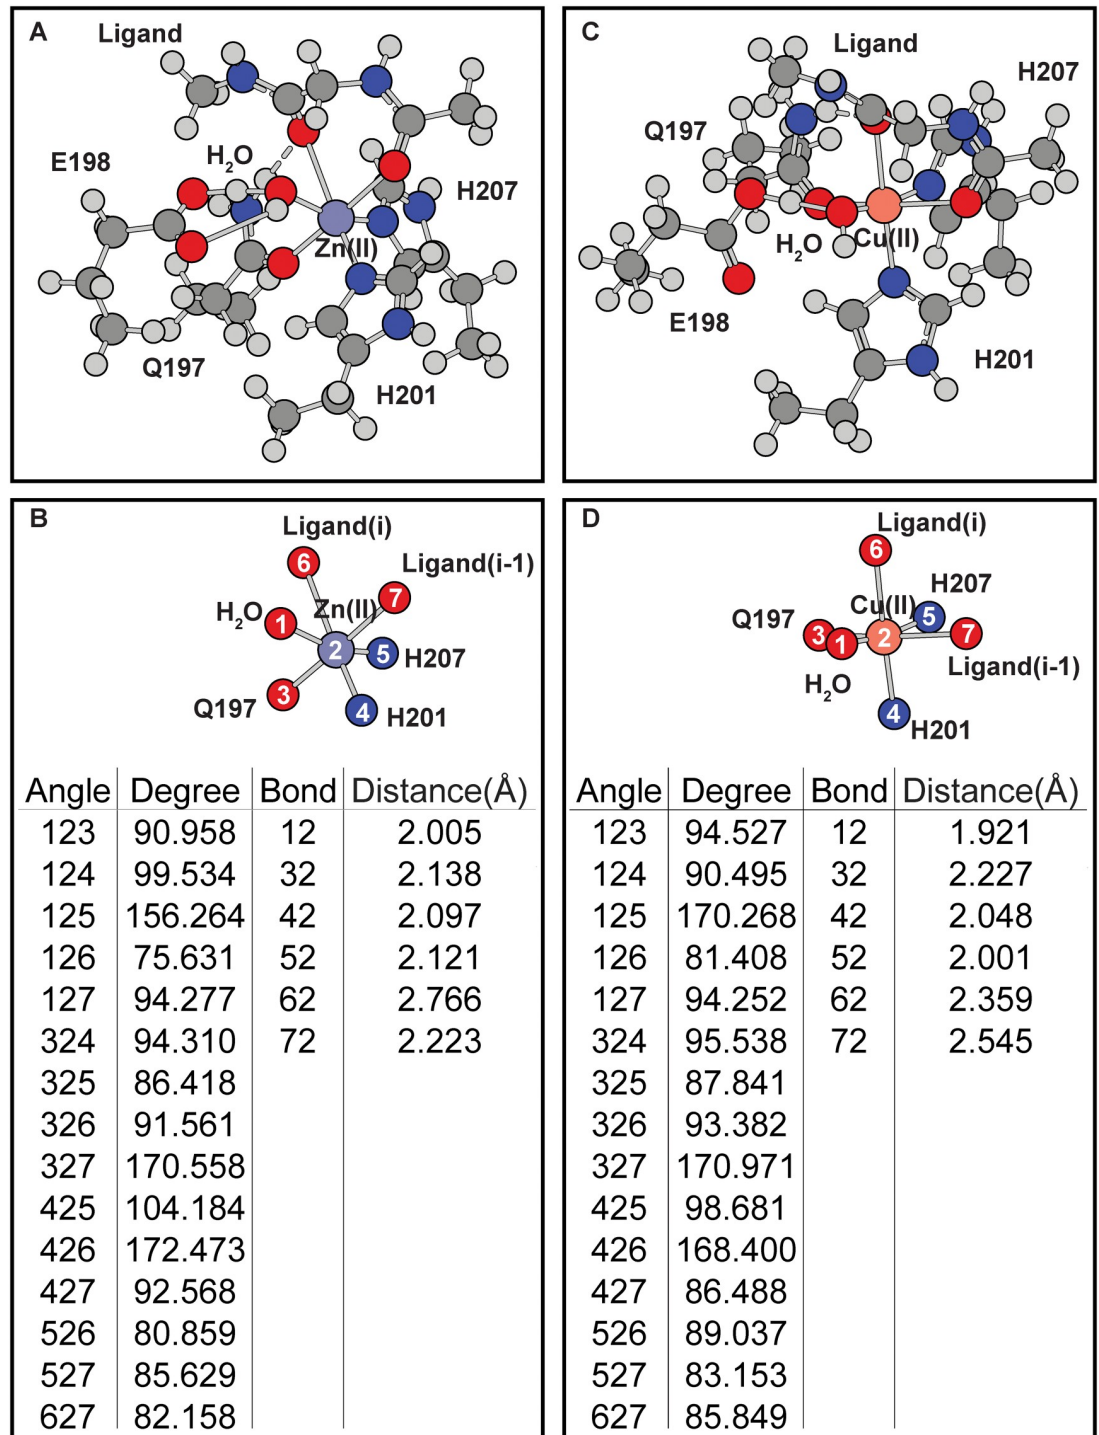 A
Ligand
E198
H2O
H207
Zn(II)
Q197
H201
C
Ligand
H207
Q197
H2O
Cu(II)
E198
H201
B
Ligand(i)
6
Ligand(i-1)
7
H2O
1
Zn(II)
2
5
H207
3
Q197
4
H201
Angle Degree Bond Distance(Å)
123 90.958 12 2.005
124 99.534 32 2.138
125 156.264 42 2.097
126 75.631 52 2.121
127 94.277 62 2.766
324 94.310 72 2.223
325 86.418
326 91.561
327 170.558
425 104.184
426 172.473
427 92.568
526 80.859
527 85.629
627 82.158
D
Ligand(i)
6
H207
Cu(II)
5
Q197
3
1
2
7
Ligand(i-1)
H2O
4
H201
Angle Degree Bond Distance(Å)
123 94.527 12 1.921
124 90.495 32 2.227
125 170.268 42 2.048
126 81.408 52 2.001
127 94.252 62 2.359
324 95.538 72 2.545
325 87.841
326 93.382
327 170.971
425 98.681
426 168.400
427 86.488
526 89.037
527 83.153
627 85.849